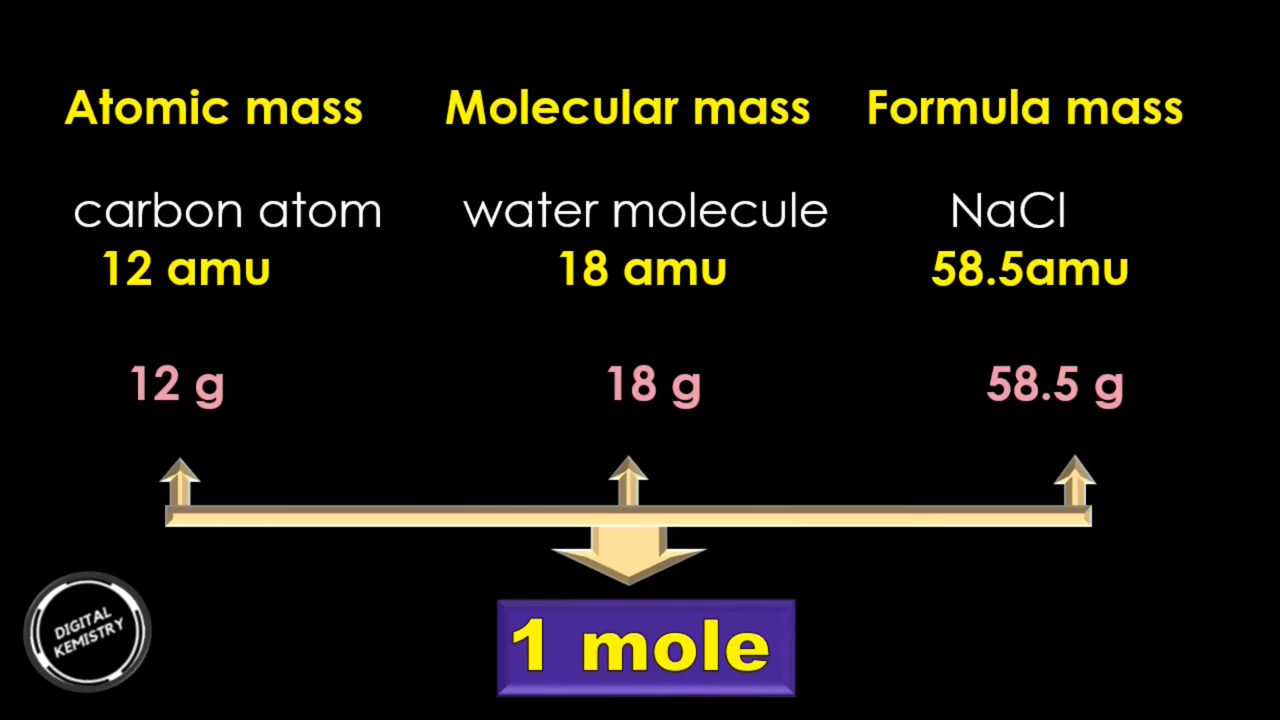 Atomic mass Molecular mass Formula mass
carbon atom water molecule NaCl
12 amu 18 amu 58.5amu
12 g 18 g 58.5 g
1 mole
DIGITAL
KEMISTRY